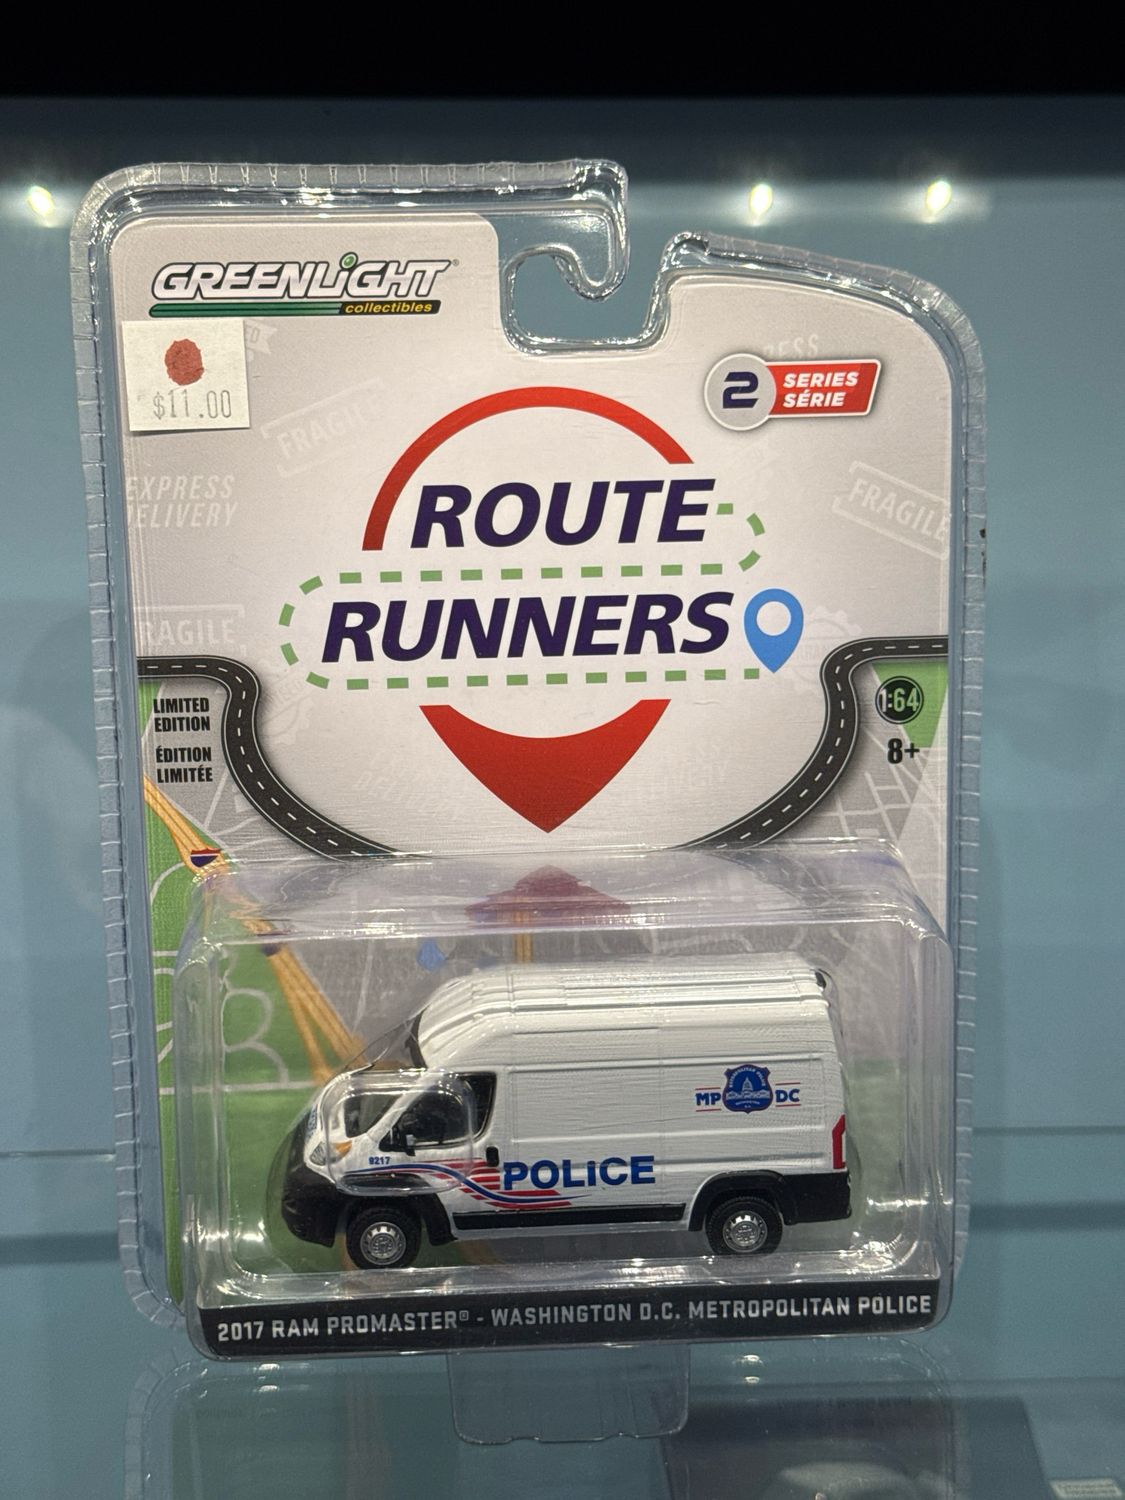 GREENLiGHT®
collectibles
$11.00
2 SERIES
SÉRIE
EXPRESS
DELIVERY
FRAGILE
FRAGILE
FRAGILE
ROUTE
RUNNERS
LIMITED
EDITION
ÉDITION
LIMITÉE
1:64
8+
MP DC
9217
POLICE
2017 RAM PROMASTER® - WASHINGTON D.C. METROPOLITAN POLICE